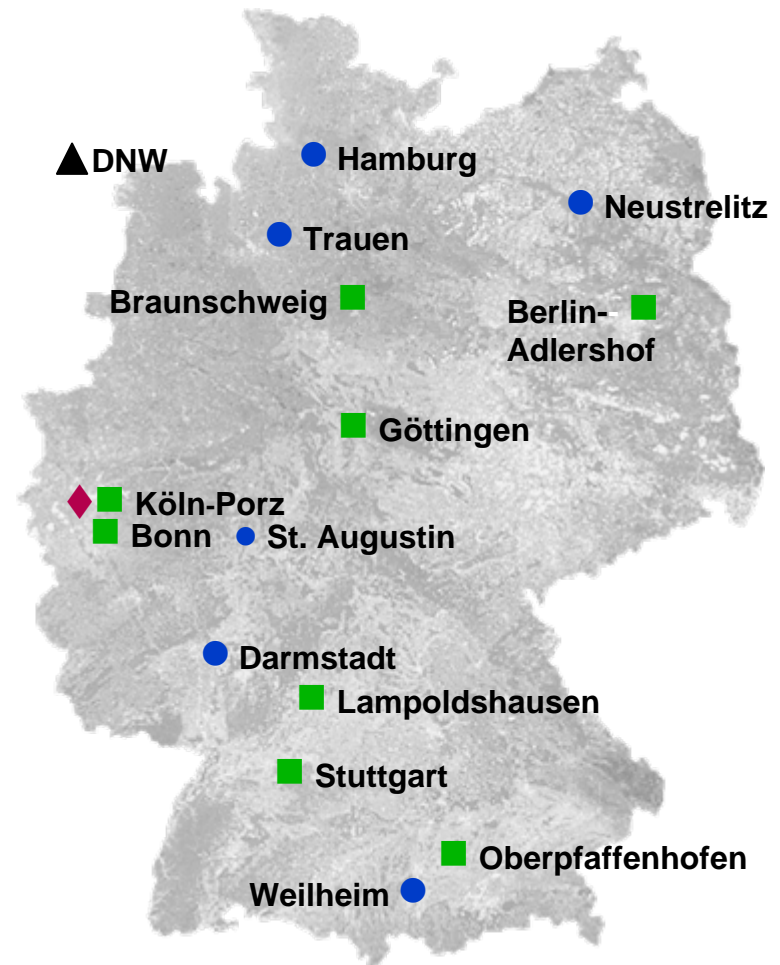 DNW
Hamburg
Neustrelitz
Trauen
Braunschweig
Berlin-
Adlershof
Göttingen
Köln-Porz
Bonn
St. Augustin
Darmstadt
Lampoldshausen
Stuttgart
Oberpfaffenhofen
Weilheim